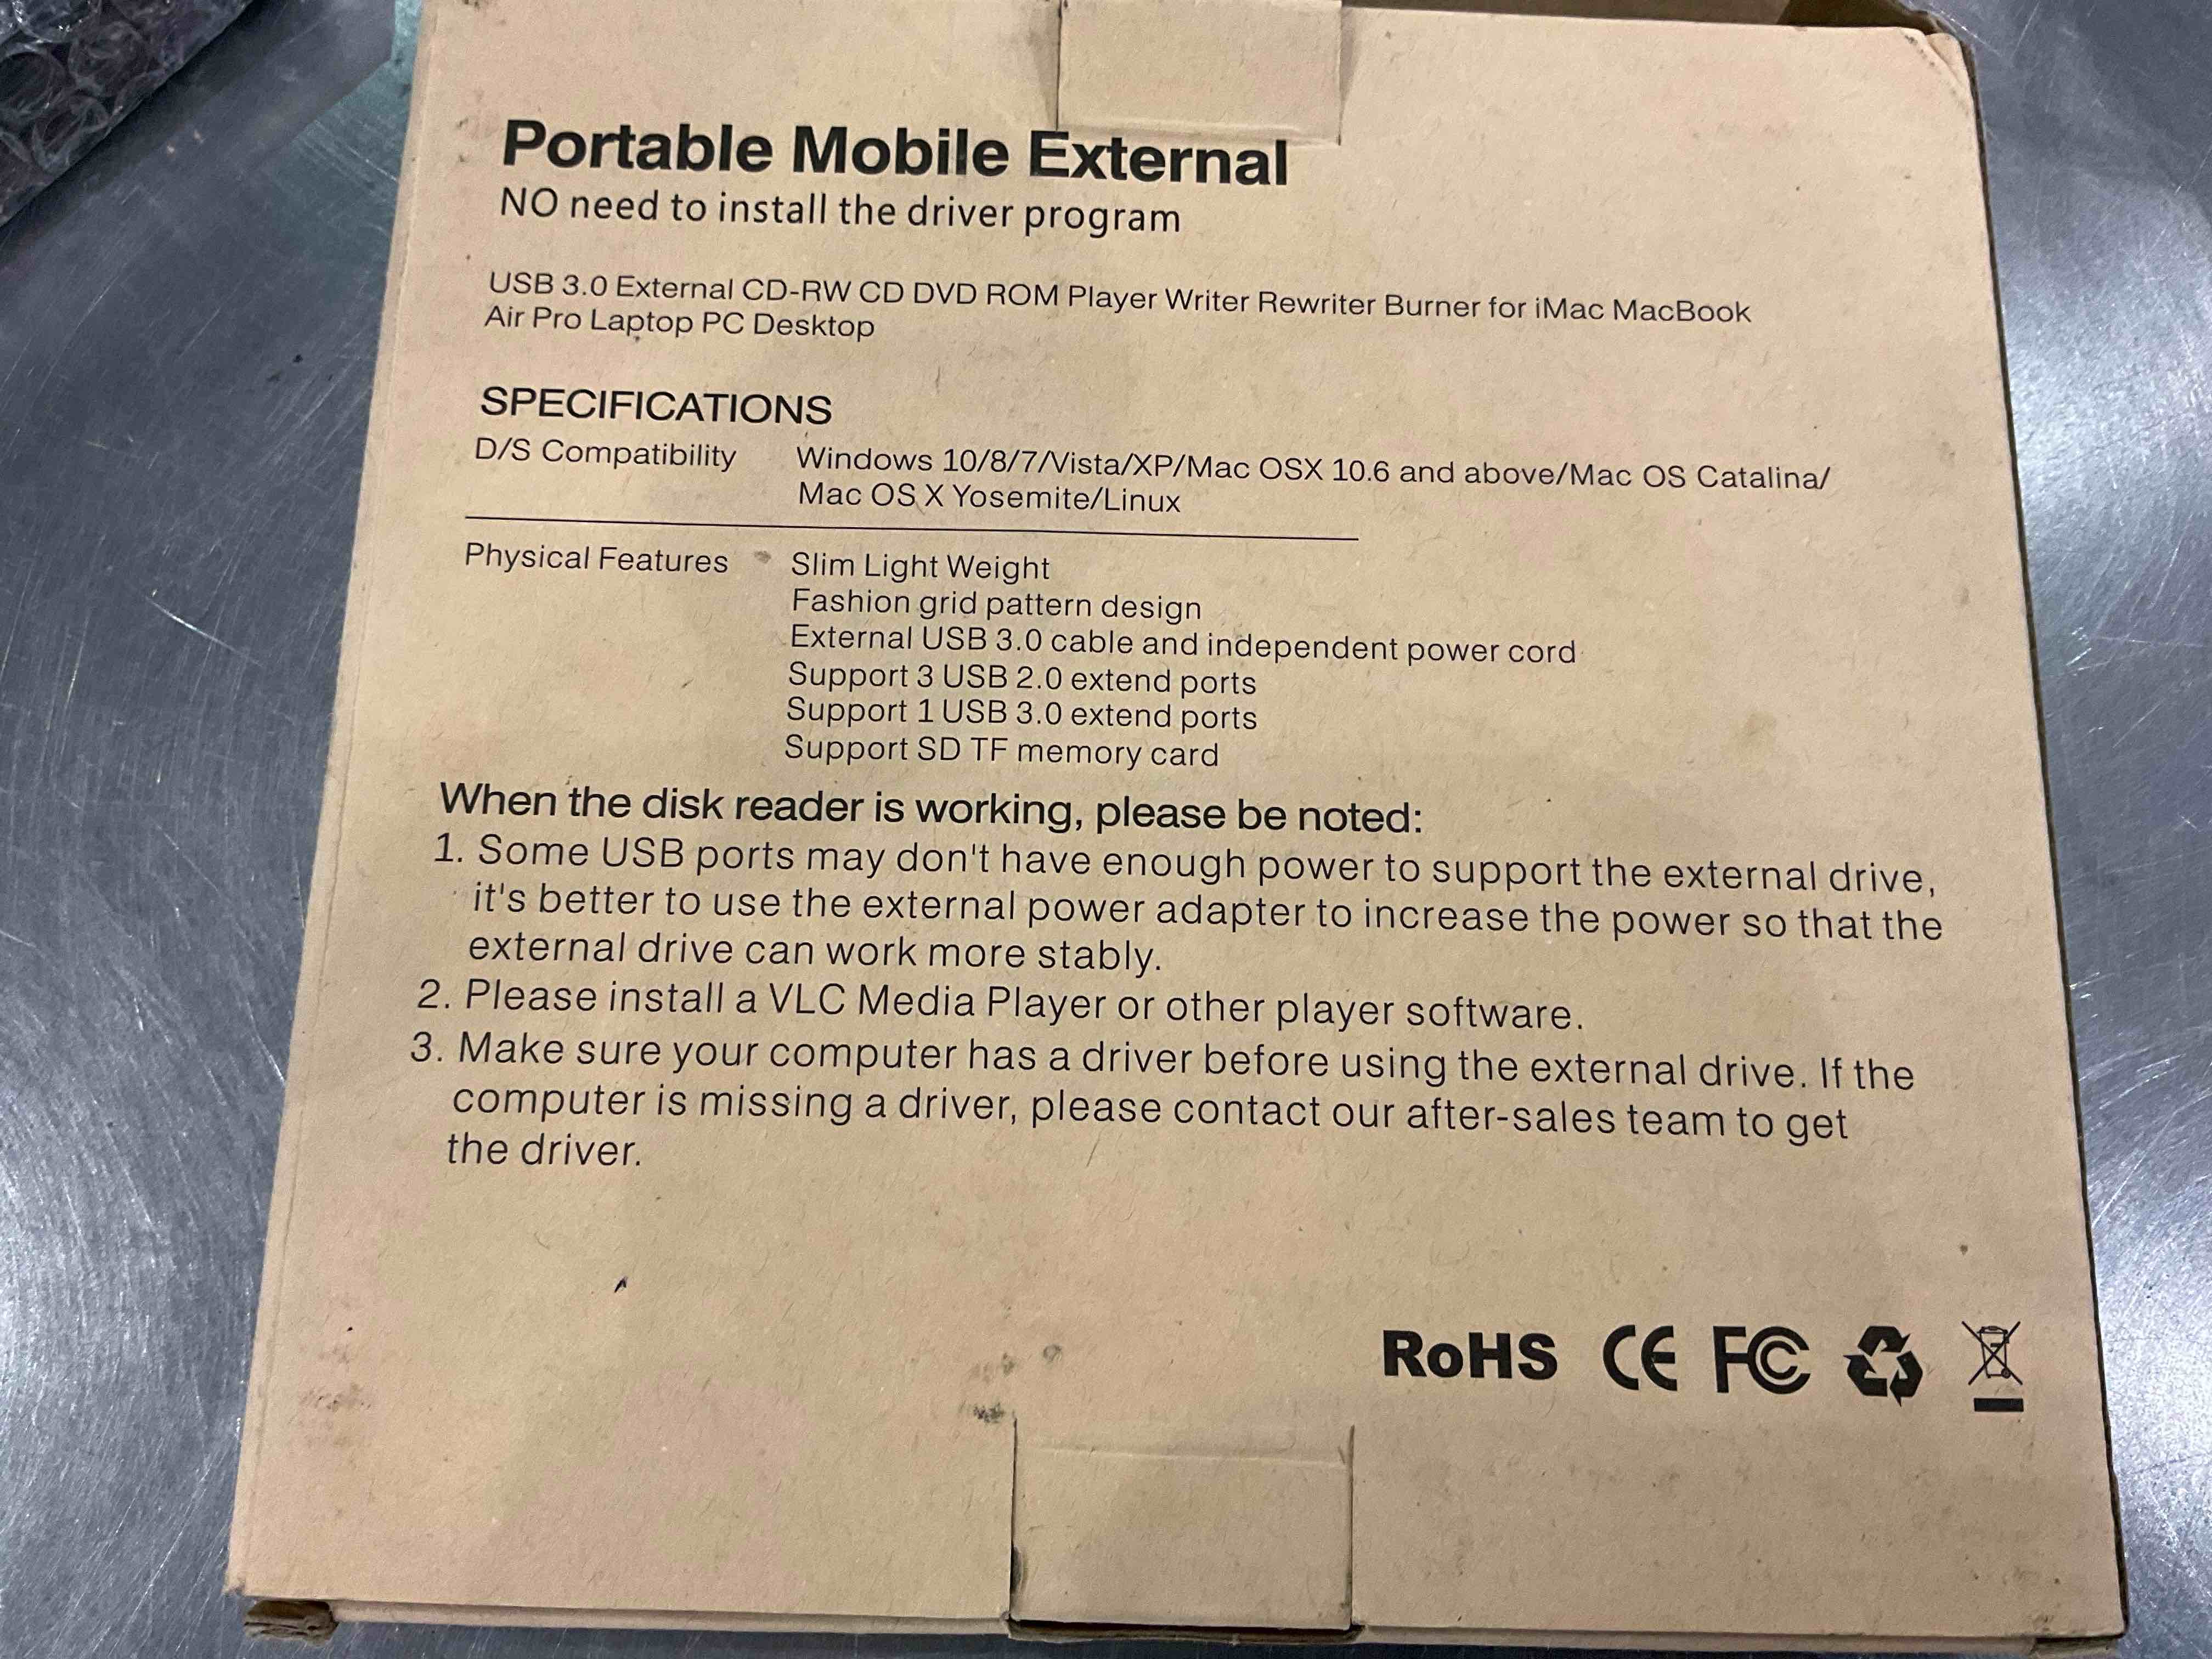 Portable Mobile External
NO need to install the driver program
USB 3.0 External CD-RW CD DVD ROM Player Writer Rewriter Burner for iMac MacBook
Air Pro Laptop PC Desktop
SPECIFICATIONS
D/S Compatibility Windows 10/8/7/Vista/XP/Mac OSX 10.6 and above/Mac OS Catalina/
Mac OS X Yosemite/Linux
Physical Features Slim Light Weight
Fashion grid pattern design
External USB 3.0 cable and independent power cord
Support 3 USB 2.0 extend ports
Support 1 USB 3.0 extend ports
Support SD TF memory card
When the disk reader is working, please be noted:
1. Some USB ports may don't have enough power to support the external drive,
it's better to use the external power adapter to increase the power so that the
external drive can work more stably.
2. Please install a VLC Media Player or other player software.
3. Make sure your computer has a driver before using the external drive. If the
computer is missing a driver, please contact our after-sales team to get
the driver.
RoHS CE FC